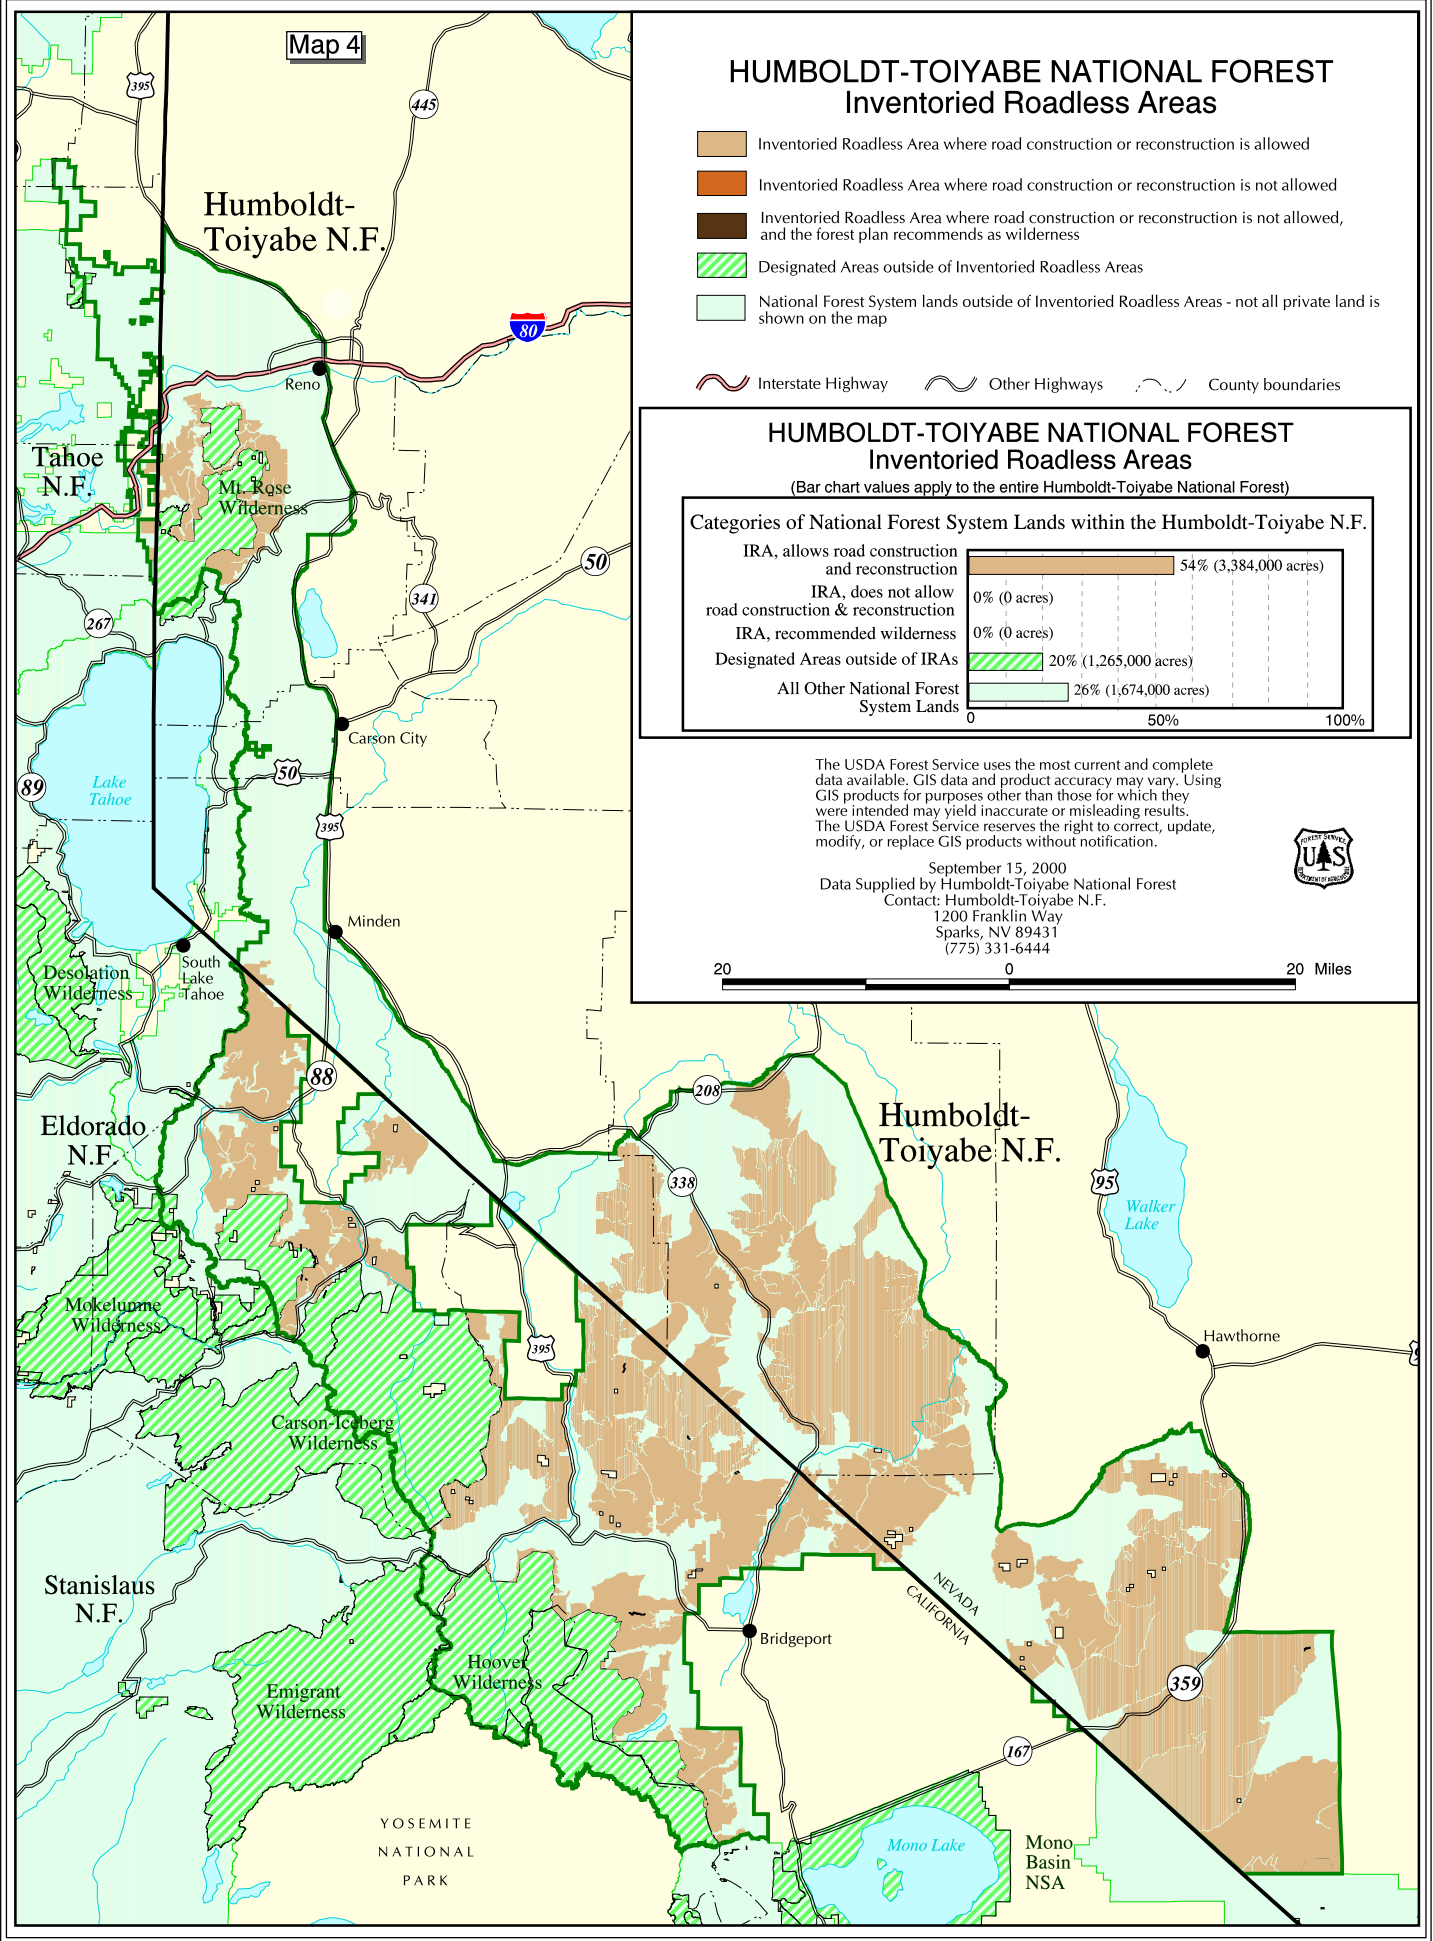 Map 4
395
445
Humboldt-
Toiyabe N.F.
80
Reno
Tahoe
N.F.
Mt. Rose
Wilderness
50
341
267
Carson City
50
89
Lake
Tahoe
395
Minden
South
Lake
Tahoe
Desolation
Wilderness
88
Eldorado
N.F.
208
Humboldt-
Toiyabe N.F.
338
95
Walker
Lake
Mokelumne
Wilderness
395
Hawthorne
Carson-Iceberg
Wilderness
Stanislaus
N.F.
NEVADA
CALIFORNIA
Bridgeport
Hoover
Wilderness
Emigrant
Wilderness
359
167
YOSEMITE
NATIONAL
PARK
Mono Lake
Mono
Basin
NSA
HUMBOLDT-TOIYABE NATIONAL FOREST
Inventoried Roadless Areas
Inventoried Roadless Area where road construction or reconstruction is allowed
Inventoried Roadless Area where road construction or reconstruction is not allowed
Inventoried Roadless Area where road construction or reconstruction is not allowed,
and the forest plan recommends as wilderness
Designated Areas outside of Inventoried Roadless Areas
National Forest System lands outside of Inventoried Roadless Areas - not all private land is
shown on the map
Interstate Highway
Other Highways
County boundaries
HUMBOLDT-TOIYABE NATIONAL FOREST
Inventoried Roadless Areas
(Bar chart values apply to the entire Humboldt-Toiyabe National Forest)
Categories of National Forest System Lands within the Humboldt-Toiyabe N.F.
IRA, allows road construction
and reconstruction
54% (3,384,000 acres)
IRA, does not allow
road construction & reconstruction
0% (0 acres)
IRA, recommended wilderness
0% (0 acres)
Designated Areas outside of IRAs
20% (1,265,000 acres)
All Other National Forest
System Lands
26% (1,674,000 acres)
0 50% 100%
The USDA Forest Service uses the most current and complete
data available. GIS data and product accuracy may vary. Using
GIS products for purposes other than those for which they
were intended may yield inaccurate or misleading results.
The USDA Forest Service reserves the right to correct, update,
modify, or replace GIS products without notification.
FOREST SERVICE
US
DEPARTMENT OF AGRICULTURE
September 15, 2000
Data Supplied by Humboldt-Toiyabe National Forest
Contact: Humboldt-Toiyabe N.F.
1200 Franklin Way
Sparks, NV 89431
(775) 331-6444
20 0 20 Miles